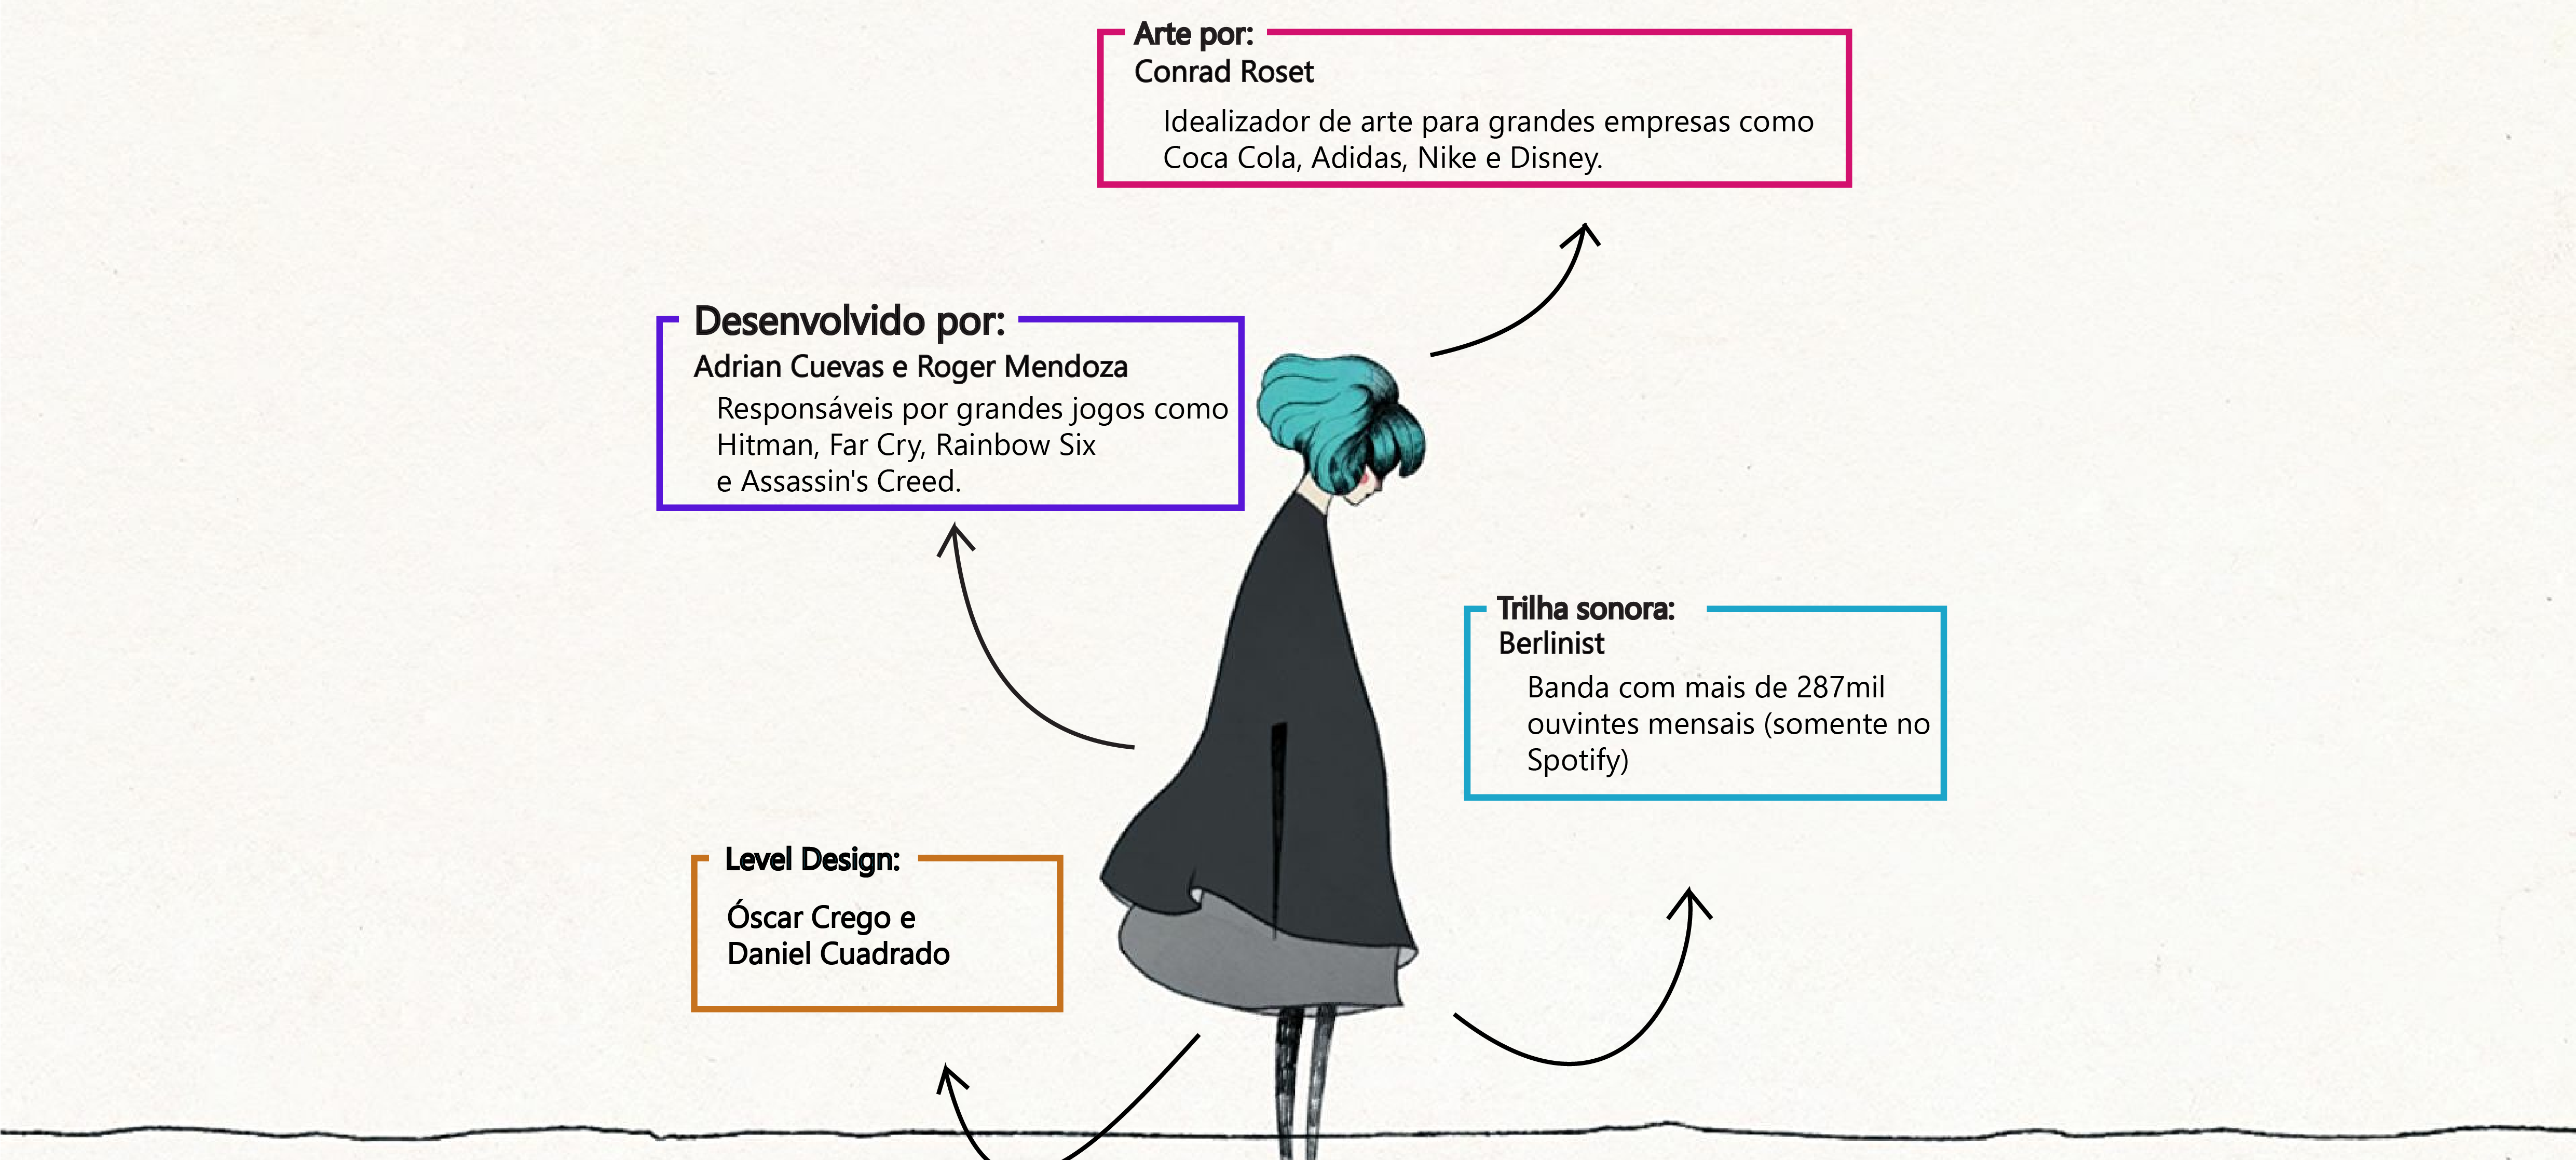 Arte por:
Conrad Roset
Idealizador de arte para grandes empresas como
Coca Cola, Adidas, Nike e Disney.
Desenvolvido por:
Adrian Cuevas e Roger Mendoza
Responsáveis por grandes jogos como
Hitman, Far Cry, Rainbow Six
e Assassin's Creed.
Trilha sonora:
Berlinist
Banda com mais de 287mil
ouvintes mensais (somente no
Spotify)
Level Design:
Óscar Crego e
Daniel Cuadrado